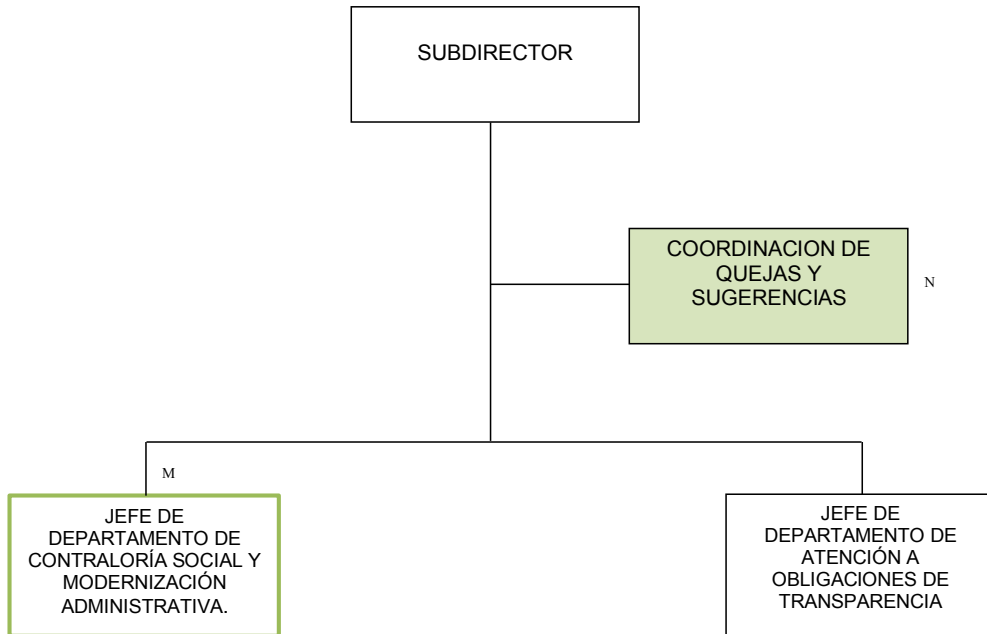 SUBDIRECTOR
COORDINACION DE
QUEJAS Y
SUGERENCIAS
N
M
JEFE DE
DEPARTAMENTO DE
CONTRALORÍA SOCIAL Y
MODERNIZACIÓN
ADMINISTRATIVA.
JEFE DE
DEPARTAMENTO DE
ATENCIÓN A
OBLIGACIONES DE
TRANSPARENCIA